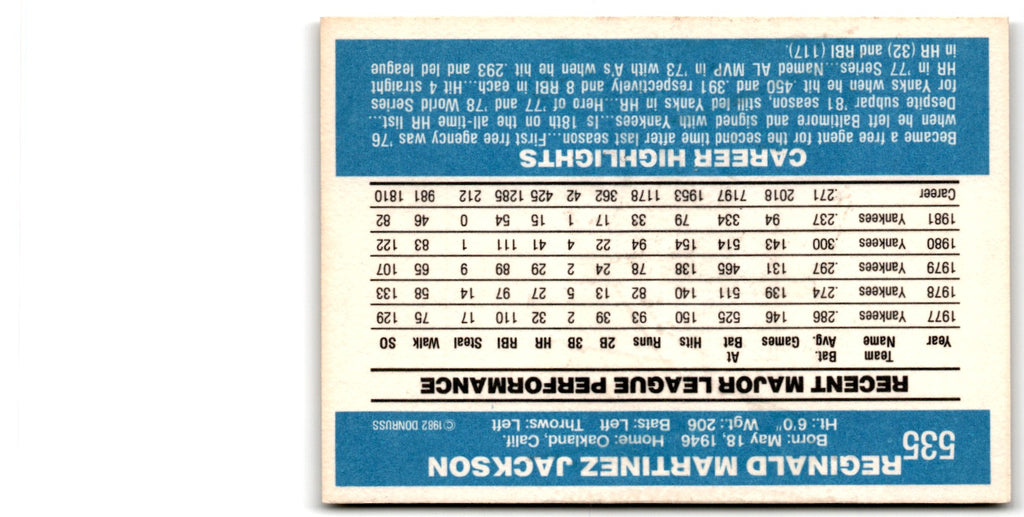 535
REGINALD MARTINEZ JACKSON
Born: May 18, 1946 Home: Oakland, Calif.
Ht.: 6'0" Wgt.: 206 Bats: Left Throws: Left
© 1982 DONRUSS
RECENT MAJOR LEAGUE PERFORMANCE
Year Team Name Bat. Avg. Games At Bat Hits Runs 2B 3B HR RBI Steal Walk SO
1977 Yankees .286 146 525 150 93 39 2 32 110 17 75 129
1978 Yankees .274 139 511 140 82 13 5 27 97 14 58 133
1979 Yankees .297 131 465 138 78 24 2 29 89 9 65 107
1980 Yankees .300 143 514 154 94 22 4 41 111 1 83 122
1981 Yankees .237 94 334 79 33 17 1 15 54 0 46 82
Career .271 2018 7197 1953 1178 362 42 425 1285 212 981 1810
CAREER HIGHLIGHTS
Became a free agent for the second time after last season...First free agency was '76
when he left Baltimore and signed with Yankees...Is 18th on the all-time HR list...
Despite subpar '81 season, still led Yanks in HR...Hero of '77 and '78 World Series
for Yanks when he hit .450 and .391 respectively and 8 RBI in each...Hit 4 straight
HR in '77 Series...Named AL MVP in '73 with A's when he hit .293 and led league
in HR (32) and RBI (117).